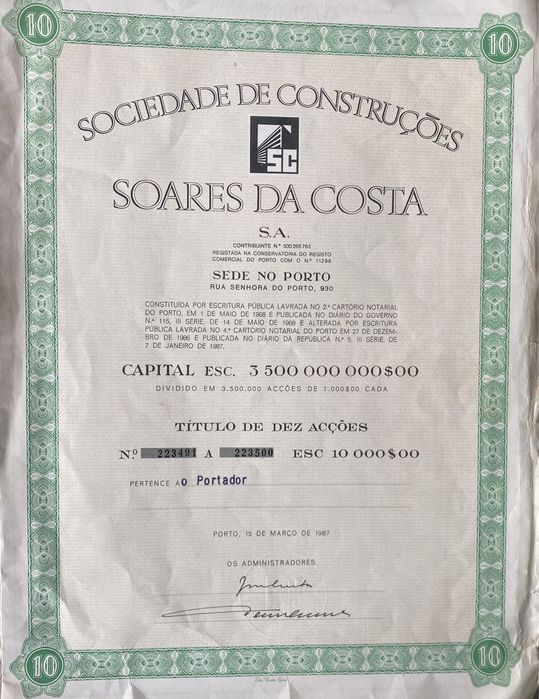 10 10
SOCIEDADE DE CONSTRUÇÕES
SC
SOARES DA COSTA
S.A.
CONTRIBUINTE N.º 500265763
REGISTADA NA CONSERVATÓRIA DO REGISTO
COMERCIAL DO PORTO COM O N.º 11298
SEDE NO PORTO
RUA SENHORA DO PORTO, 930
CONSTITUÍDA POR ESCRITURA PÚBLICA LAVRADA NO 2.º CARTÓRIO NOTARIAL
DO PORTO, EM 1 DE MAIO DE 1968 E PUBLICADA NO DIÁRIO DO GOVERNO
N.º 115, III SÉRIE, DE 14 DE MAIO DE 1968 E ALTERADA POR ESCRITURA
PÚBLICA LAVRADA NO 4.º CARTÓRIO NOTARIAL DO PORTO EM 27 DE DEZEM-
BRO DE 1986 E PUBLICADA NO DIÁRIO DA REPÚBLICA N.º 5, III SÉRIE, DE
7 DE JANEIRO DE 1987.
CAPITAL ESC. 3 500 000 000$00
DIVIDIDO EM 3.500.000 ACÇÕES DE 1.000$00 CADA
TÍTULO DE DEZ ACÇÕES
N.º 223491 A 223500 ESC 10 000$00
PERTENCE AO Portador
PORTO, 15 DE MARÇO DE 1987
OS ADMINISTRADORES
10 10